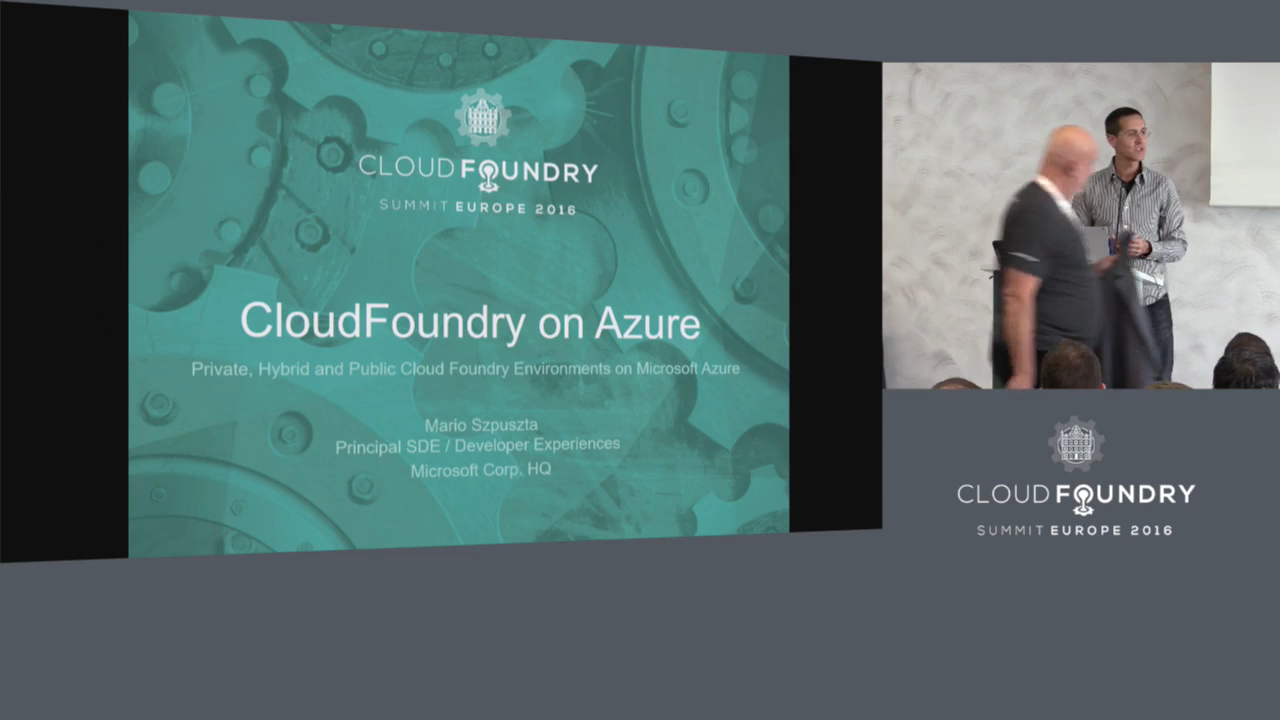 CLOUD FOUNDRY
SUMMIT EUROPE 2016
CloudFoundry on Azure
Private, Hybrid and Public Cloud Foundry Environments on Microsoft Azure
Mario Szpuszta
Principal SDE / Developer Experiences
Microsoft Corp. HQ
CLOUD FOUNDRY
SUMMIT EUROPE 2016